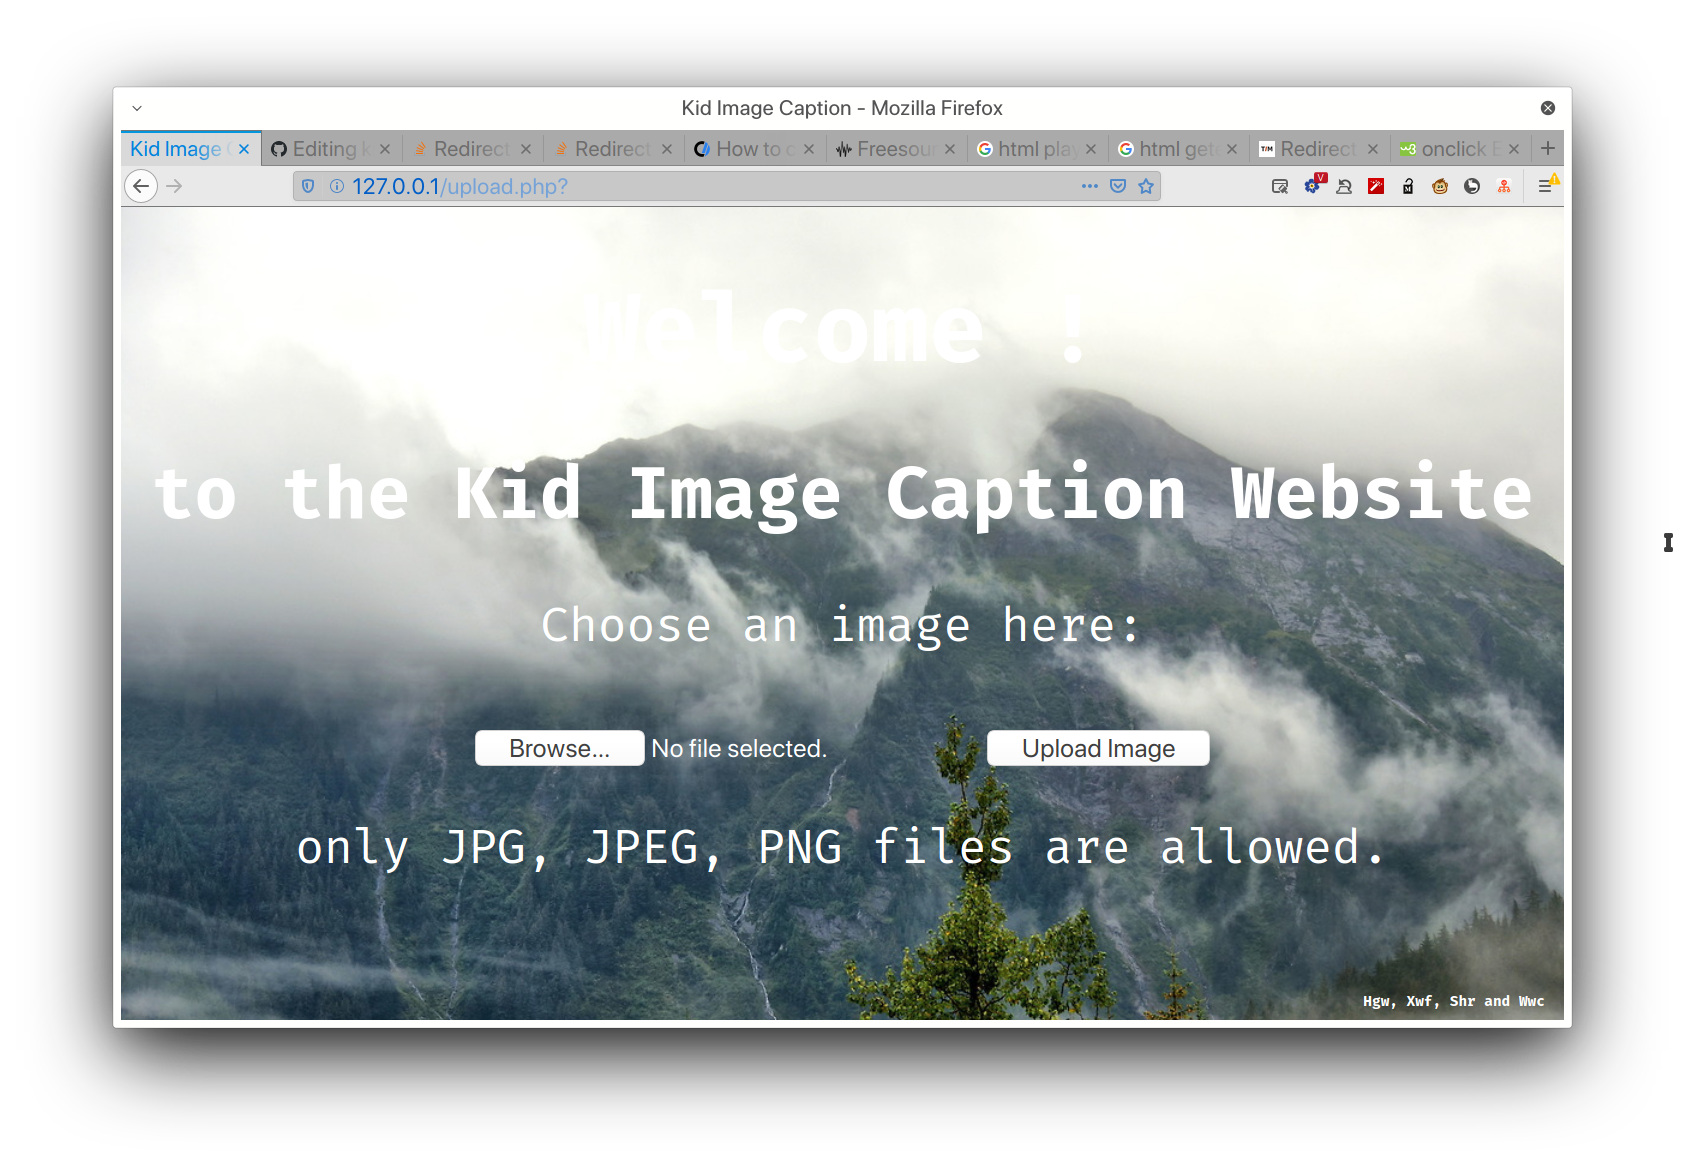 Kid Image Caption - Mozilla Firefox
Kid Image Editing Redirect Redirect How to Freesour html play html get Redirect onclick
127.0.0.1/upload.php?
Welcome !
to the Kid Image Caption Website
Choose an image here:
Browse... No file selected. Upload Image
only JPG, JPEG, PNG files are allowed.
Hgw, Xwf, Shr and Wwc